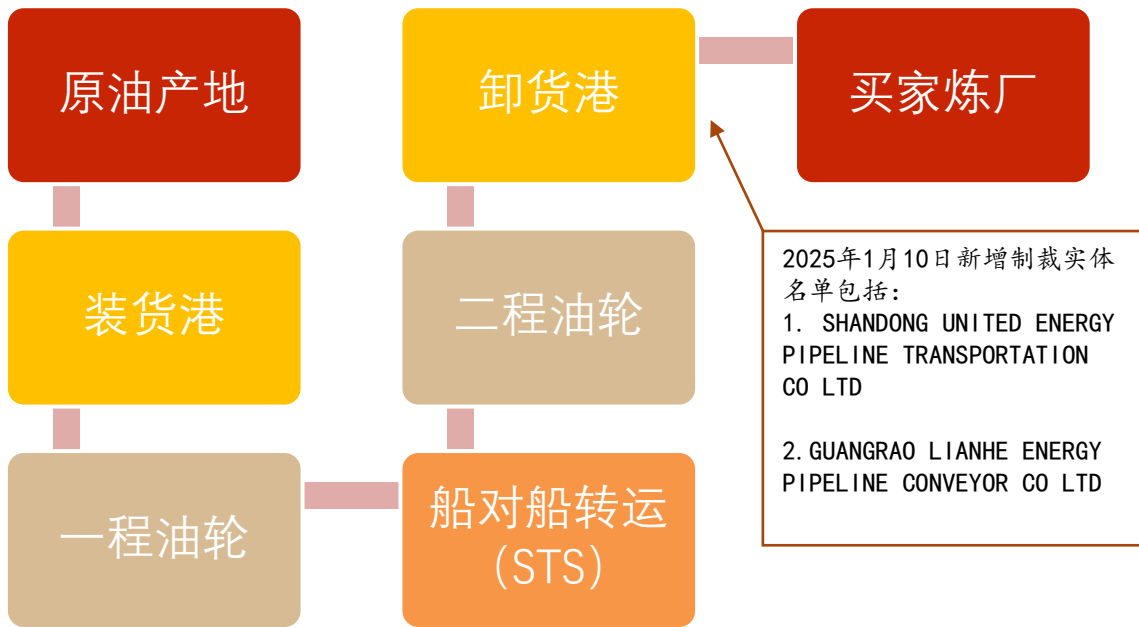 原油产地
装货港
一程油轮
船对船转运
（STS）
二程油轮
卸货港
买家炼厂
2025年1月10日新增制裁实体
名单包括：
1. SHANDONG UNITED ENERGY
PIPELINE TRANSPORTATION
CO LTD
2.GUANGRAO LIANHE ENERGY
PIPELINE CONVEYOR CO LTD